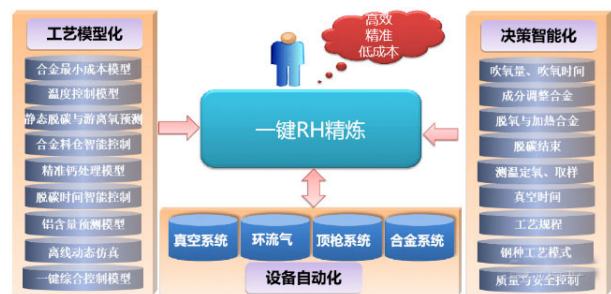 工艺模型化
合金最小成本模型
温度控制模型
静态脱碳与游离氧预测
合金料仓智能控制
精准钙处理模型
脱碳时间智能控制
铝含量预测模型
离线动态仿真
一键综合控制模型
高效
精准
低成本
一键RH精炼
真空系统
环流气
顶枪系统
合金系统
设备自动化
决策智能化
吹氧量、吹氧时间
成分调整合金
脱氧与加热合金
脱碳结束
测温定氧、取样
真空时间
工艺规程
钢种工艺模式
质量与安全控制